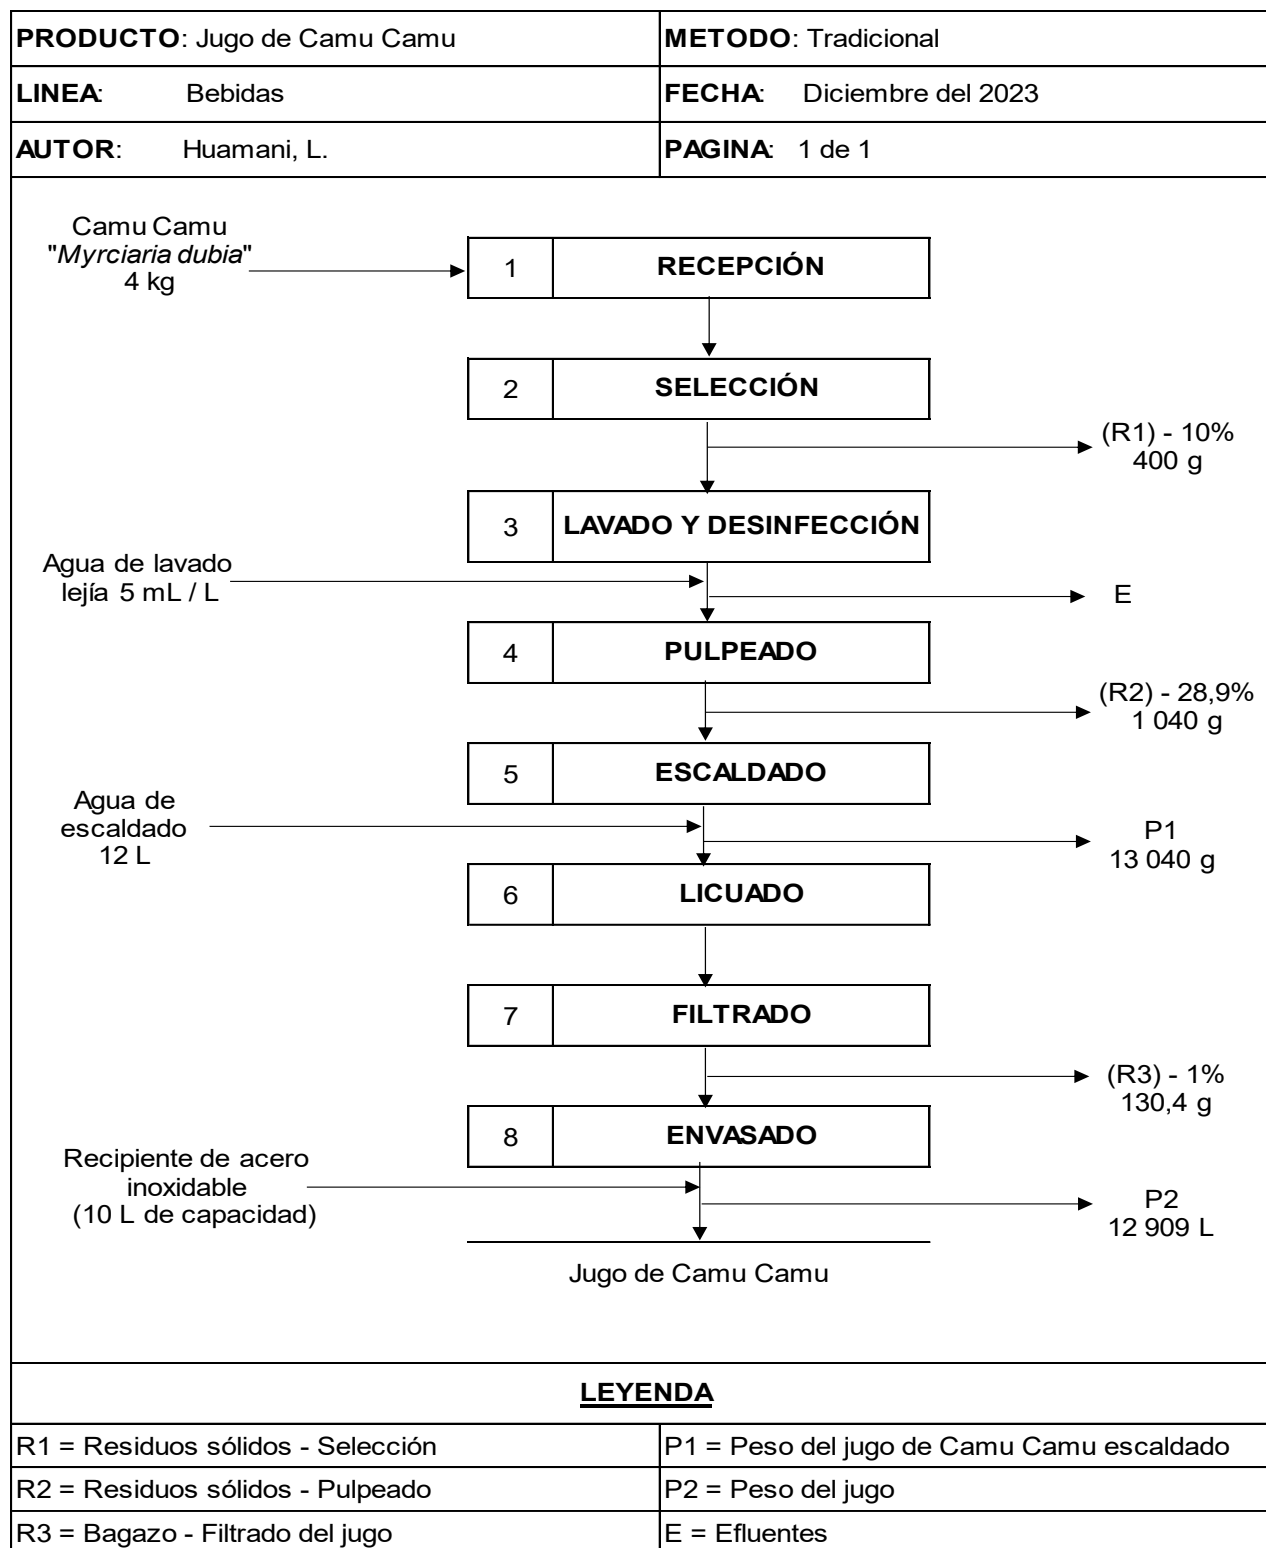 PRODUCTO: Jugo de Camu Camu
METODO: Tradicional
LINEA: Bebidas
FECHA: Diciembre del 2023
AUTOR: Huamani, L.
PAGINA: 1 de 1
Camu Camu
"Myrciaria dubia"
4 kg
1 RECEPCIÓN
2 SELECCIÓN
(R1) - 10%
400 g
3 LAVADO Y DESINFECCIÓN
Agua de lavado
lejía 5 mL / L
E
4 PULPEADO
(R2) - 28,9%
1 040 g
5 ESCALDADO
Agua de
escaldado
12 L
P1
13 040 g
6 LICUADO
7 FILTRADO
(R3) - 1%
130,4 g
8 ENVASADO
Recipiente de acero
inoxidable
(10 L de capacidad)
P2
12 909 L
Jugo de Camu Camu
LEYENDA
R1 = Residuos sólidos - Selección
P1 = Peso del jugo de Camu Camu escaldado
R2 = Residuos sólidos - Pulpeado
P2 = Peso del jugo
R3 = Bagazo - Filtrado del jugo
E = Efluentes